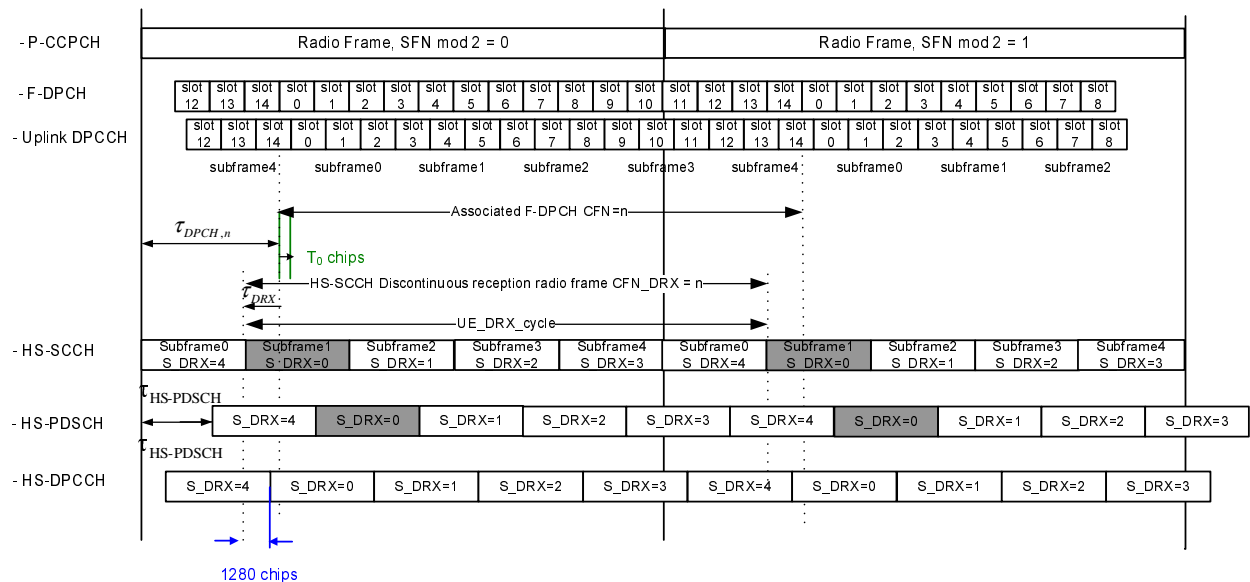 - P-CCPCH
Radio Frame, SFN mod 2 = 0
Radio Frame, SFN mod 2 = 1
- F-DPCH
slot 12 slot 13 slot 14 slot 0 slot 1 slot 2 slot 3 slot 4 slot 5 slot 6 slot 7 slot 8 slot 9 slot 10 slot 11 slot 12 slot 13 slot 14 slot 0 slot 1 slot 2 slot 3 slot 4 slot 5 slot 6 slot 7 slot 8
- Uplink DPCCH
slot 12 slot 13 slot 14 slot 0 slot 1 slot 2 slot 3 slot 4 slot 5 slot 6 slot 7 slot 8 slot 9 slot 10 slot 11 slot 12 slot 13 slot 14 slot 0 slot 1 slot 2 slot 3 slot 4 slot 5 slot 6 slot 7 slot 8
subframe4 subframe0 subframe1 subframe2 subframe3 subframe4 subframe0 subframe1 subframe2
Associated F-DPCH CFN=n
τDPCH,n
T0 chips
HS-SCCH Discontinuous reception radio frame CFN_DRX = n
τDRX
UE_DRX_cycle
- HS-SCCH
Subframe0 Subframe1 Subframe2 Subframe3 Subframe4 Subframe0 Subframe1 Subframe2 Subframe3 Subframe4
S_DRX=4 S_DRX=0 S_DRX=1 S_DRX=2 S_DRX=3 S_DRX=4 S_DRX=0 S_DRX=1 S_DRX=2 S_DRX=3
τHS-PDSCH
- HS-PDSCH
S_DRX=4 S_DRX=0 S_DRX=1 S_DRX=2 S_DRX=3 S_DRX=4 S_DRX=0 S_DRX=1 S_DRX=2 S_DRX=3
τHS-PDSCH
- HS-DPCCH
S_DRX=4 S_DRX=0 S_DRX=1 S_DRX=2 S_DRX=3 S_DRX=4 S_DRX=0 S_DRX=1 S_DRX=2 S_DRX=3
1280 chips